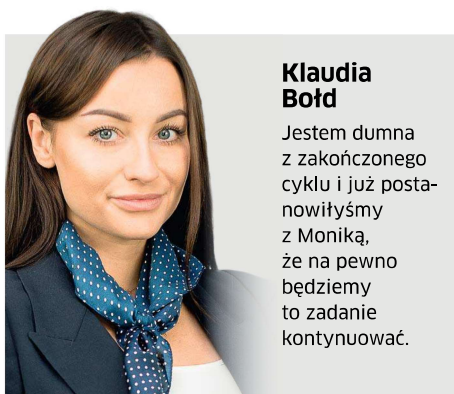 Klaudia
Bołd
Jestem dumna
z zakończonego
cyklu i już posta-
nowiłyśmy
z Moniką,
że na pewno
będziemy
to zadanie
kontynuować.